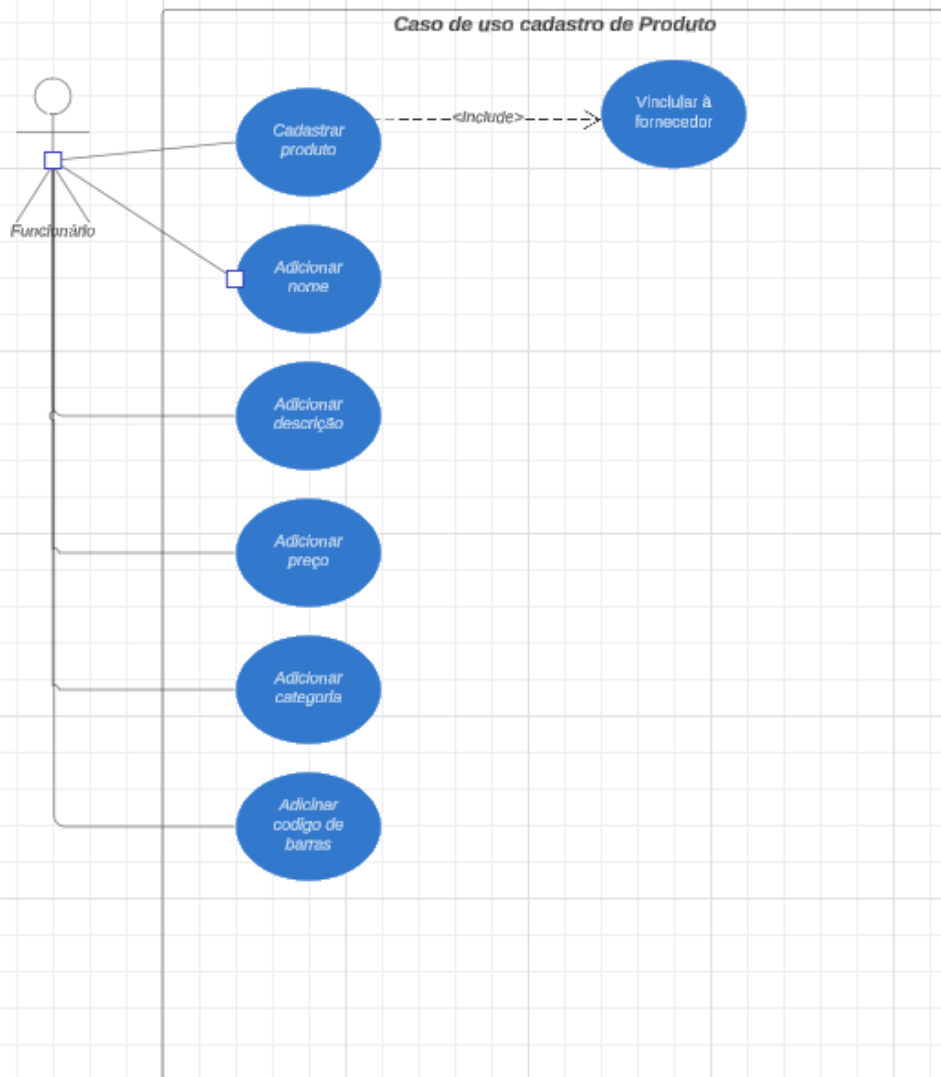 Caso de uso cadastro de Produto
Cadastrar
produto
<Include>
Vinclular à
fornecedor
Funcionário
Adicionar
nome
Adicionar
descrição
Adicionar
preço
Adicionar
categoria
Adicinar
codigo de
barras